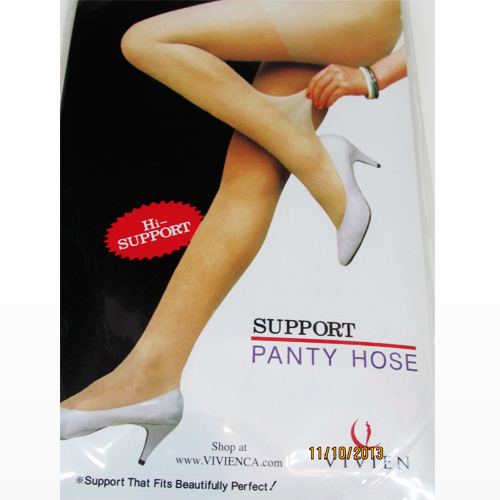 Hi-
SUPPORT
SUPPORT
PANTY HOSE
Shop at
www.VIVIENCA.com
11/10/2013
VIVIEN
※Support That Fits Beautifully Perfect!